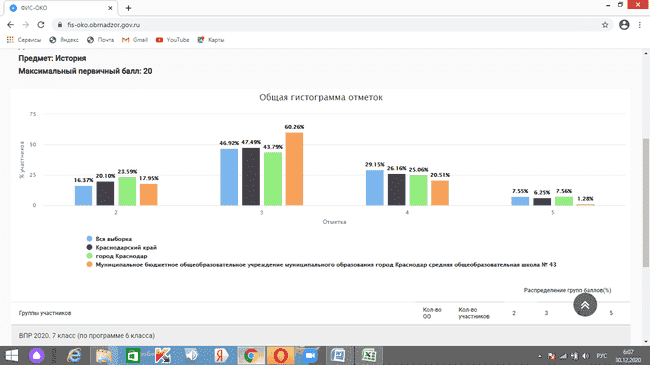 ФИС-ОКО
fis-oko.obrnadzor.gov.ru
Сервисы Яндекс Почта Gmail YouTube Карты
Предмет: История
Максимальный первичный балл: 20
Общая гистограмма отметок
% участников
75
50
25
0
16.37% 20.10% 23.59% 17.95%
46.92% 47.49% 43.79% 60.26%
29.15% 26.16% 25.06% 20.51%
7.55% 6.25% 7.56% 1.28%
2 3 4 5
Отметка
Вся выборка
Краснодарский край
город Краснодар
Муниципальное бюджетное общеобразовательное учреждение муниципального образования город Краснодар средняя общеобразовательная школа № 43
Распределение групп баллов(%)
Группы участников Кол-во ОО Кол-во участников 2 3 5
ВПР 2020. 7 класс (по программе 6 класса)
РУС
6:07
30.12.2020